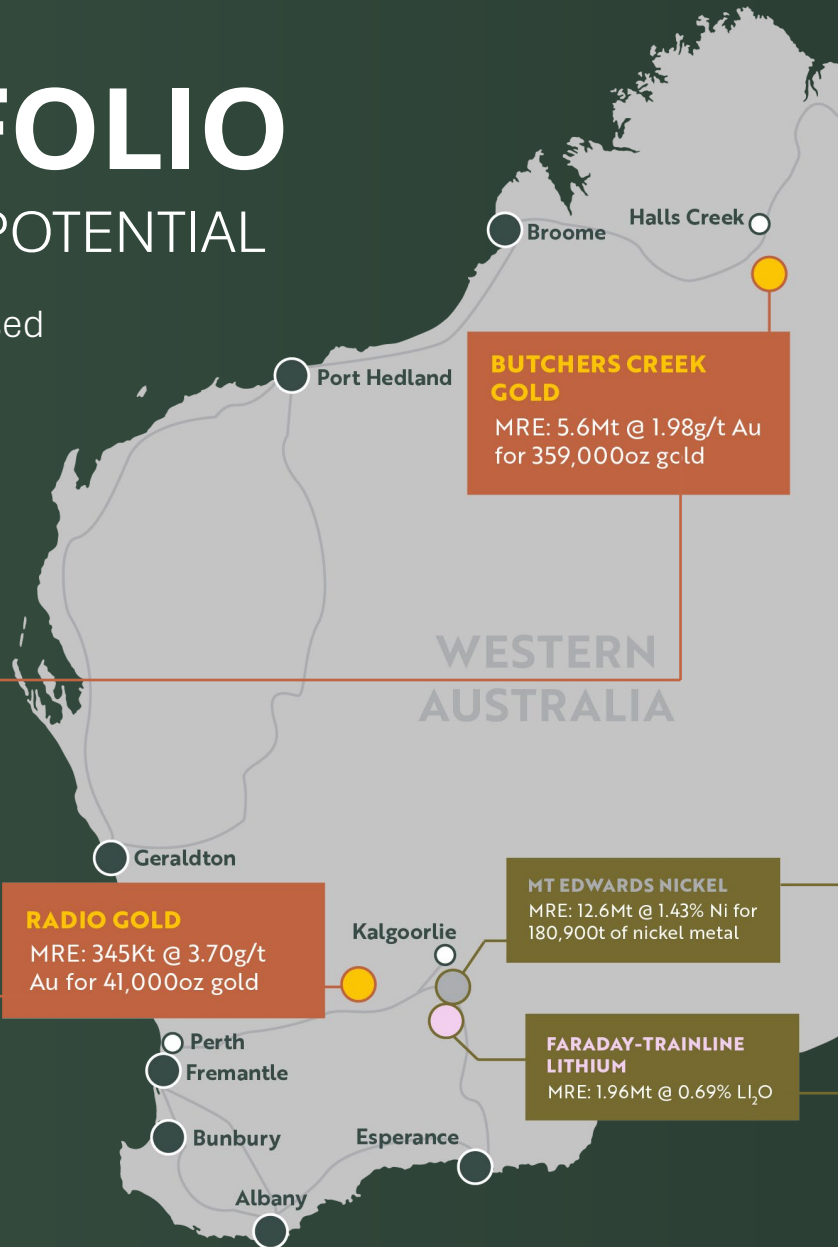 FOLIO
POTENTIAL
Halls Creek
Broome
sed
Port Hedland
BUTCHERS CREEK
GOLD
MRE: 5.6Mt @ 1.98g/t Au
for 359,000oz gold
WESTERN
AUSTRALIA
Geraldton
MT EDWARDS NICKEL
MRE: 12.6Mt @ 1.43% Ni for
180,900t of nickel metal
RADIO GOLD
MRE: 345Kt @ 3.70g/t
Au for 41,000oz gold
Kalgoorlie
Perth
Fremantle
FARADAY-TRAINLINE
LITHIUM
MRE: 1.96Mt @ 0.69% LI₂O
Bunbury
Esperance
Albany